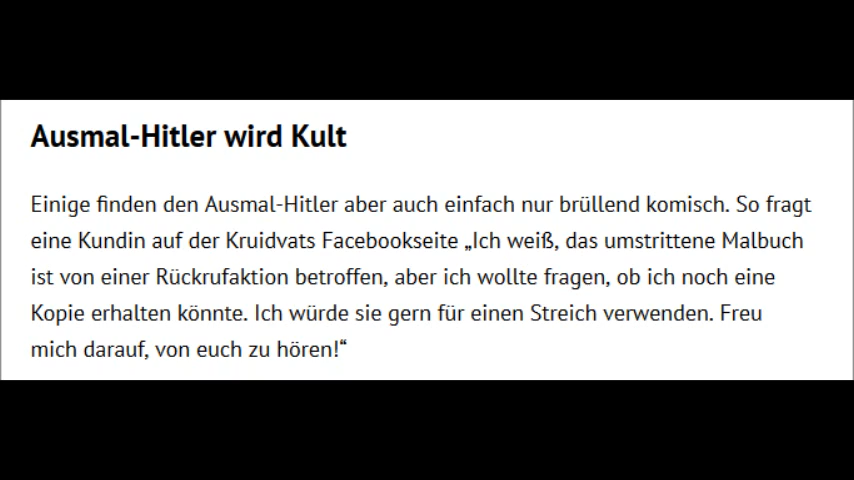 Ausmal-Hitler wird Kult
Einige finden den Ausmal-Hitler aber auch einfach nur brüllend komisch. So fragt
eine Kundin auf der Kruidvats Facebookseite „Ich weiß, das umstrittene Malbuch
ist von einer Rückrufaktion betroffen, aber ich wollte fragen, ob ich noch eine
Kopie erhalten könnte. Ich würde sie gern für einen Streich verwenden. Freu
mich darauf, von euch zu hören!“